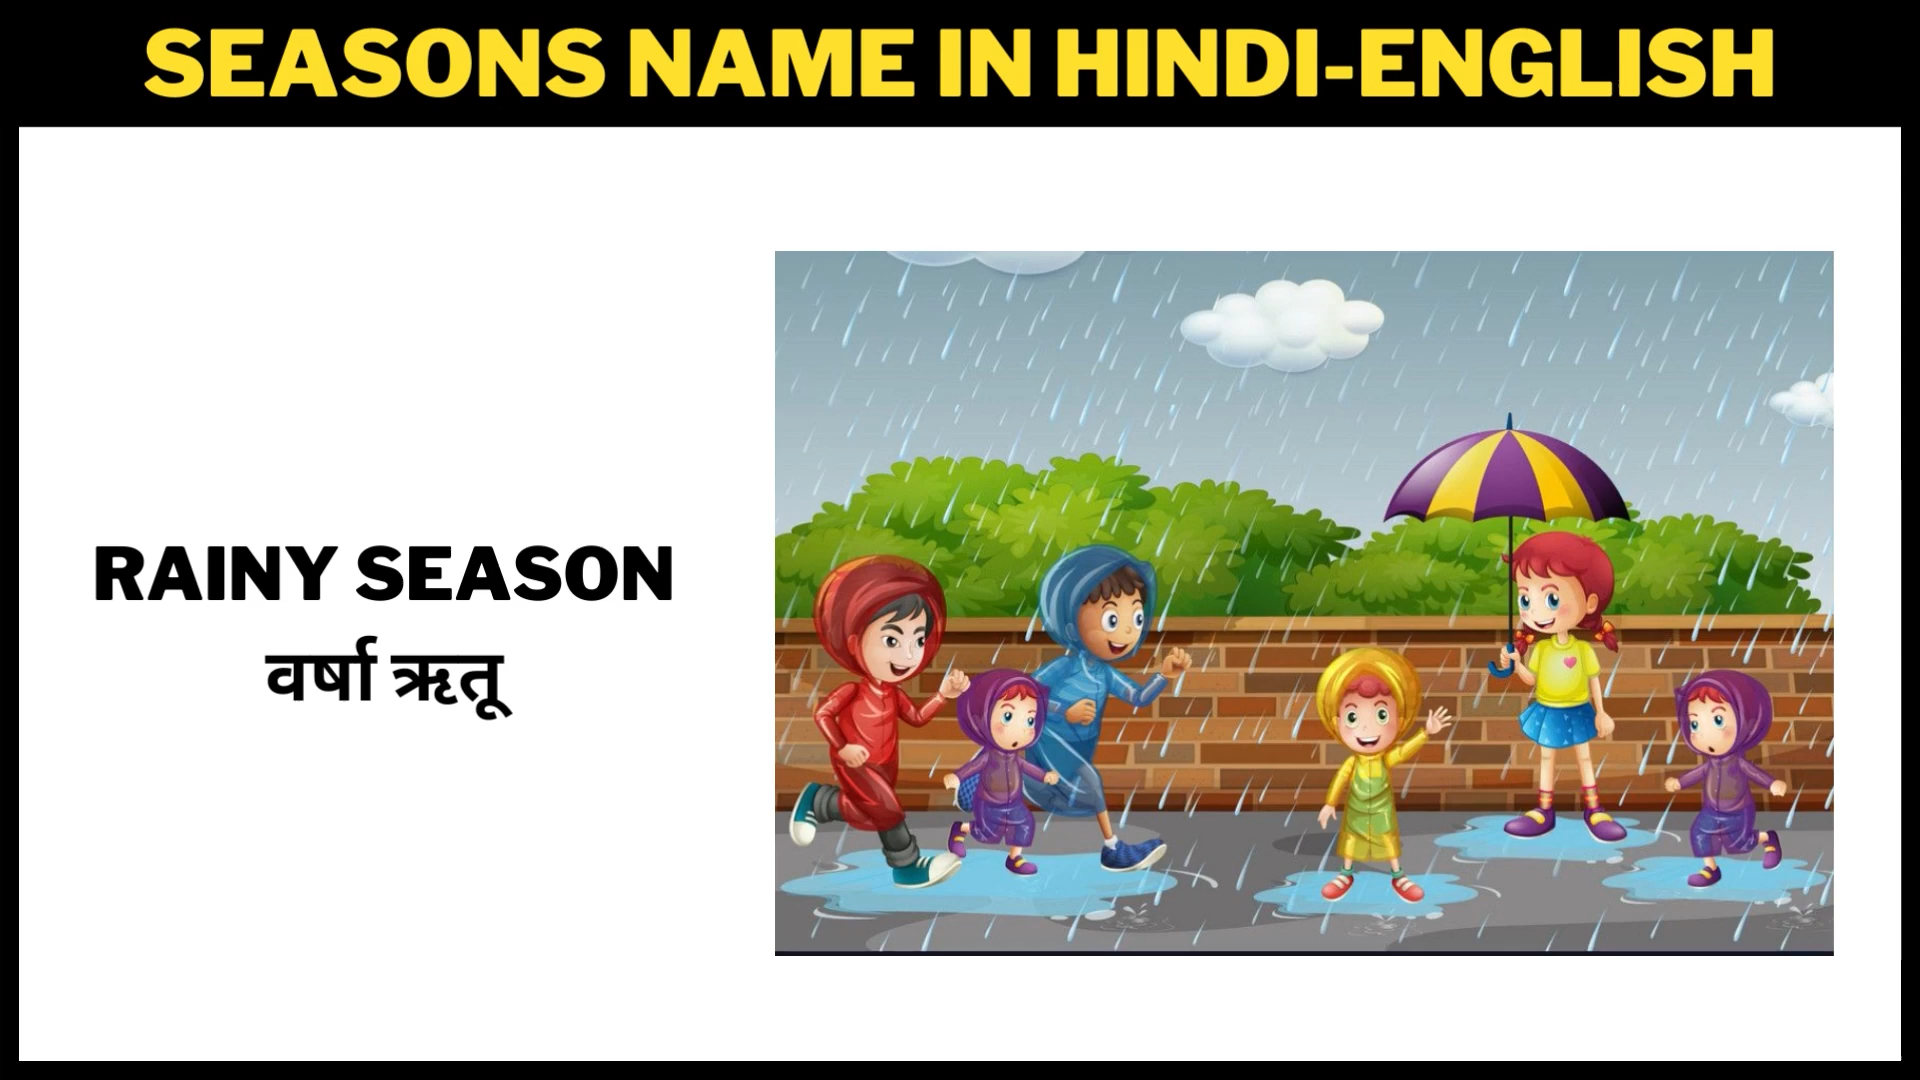 SEASONS NAME IN HINDI-ENGLISH
RAINY SEASON
वर्षा ऋतू